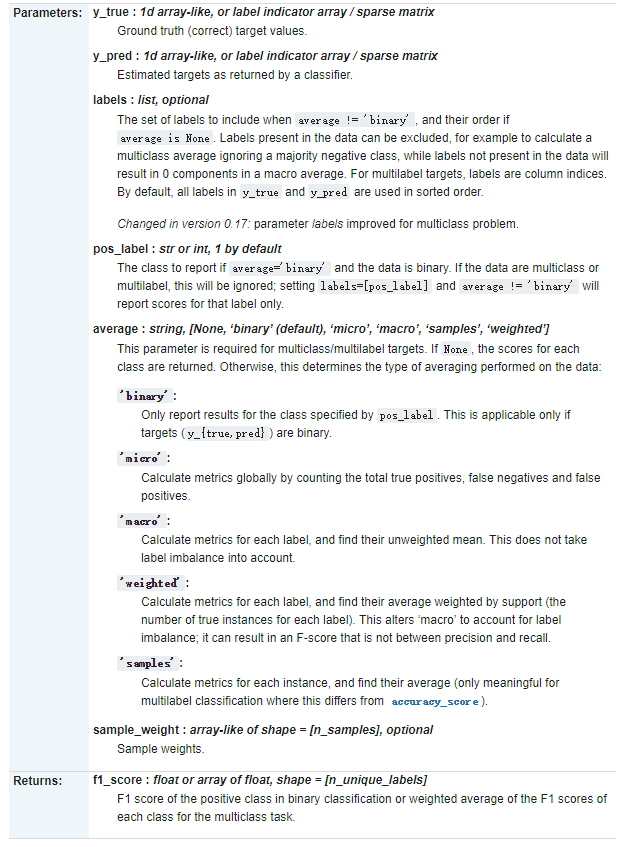 Parameters: y_true : 1d array-like, or label indicator array / sparse matrix
Ground truth (correct) target values.
y_pred : 1d array-like, or label indicator array / sparse matrix
Estimated targets as returned by a classifier.
labels : list, optional
The set of labels to include when average != 'binary' , and their order if
average is None . Labels present in the data can be excluded, for example to calculate a
multiclass average ignoring a majority negative class, while labels not present in the data will
result in 0 components in a macro average. For multilabel targets, labels are column indices.
By default, all labels in y_true and y_pred are used in sorted order.
Changed in version 0.17: parameter labels improved for multiclass problem.
pos_label : str or int, 1 by default
The class to report if average='binary' and the data is binary. If the data are multiclass or
multilabel, this will be ignored; setting labels=[pos_label] and average != 'binary' will
report scores for that label only.
average : string, [None, ‘binary’ (default), ‘micro’, ‘macro’, ‘samples’, ‘weighted’]
This parameter is required for multiclass/multilabel targets. If None , the scores for each
class are returned. Otherwise, this determines the type of averaging performed on the data:
'binary' :
Only report results for the class specified by pos_label . This is applicable only if
targets ( y_{true,pred} ) are binary.
'micro' :
Calculate metrics globally by counting the total true positives, false negatives and false
positives.
'macro' :
Calculate metrics for each label, and find their unweighted mean. This does not take
label imbalance into account.
'weighted' :
Calculate metrics for each label, and find their average weighted by support (the
number of true instances for each label). This alters ‘macro’ to account for label
imbalance; it can result in an F-score that is not between precision and recall.
'samples' :
Calculate metrics for each instance, and find their average (only meaningful for
multilabel classification where this differs from accuracy_score ).
sample_weight : array-like of shape = [n_samples], optional
Sample weights.
Returns: f1_score : float or array of float, shape = [n_unique_labels]
F1 score of the positive class in binary classification or weighted average of the F1 scores of
each class for the multiclass task.